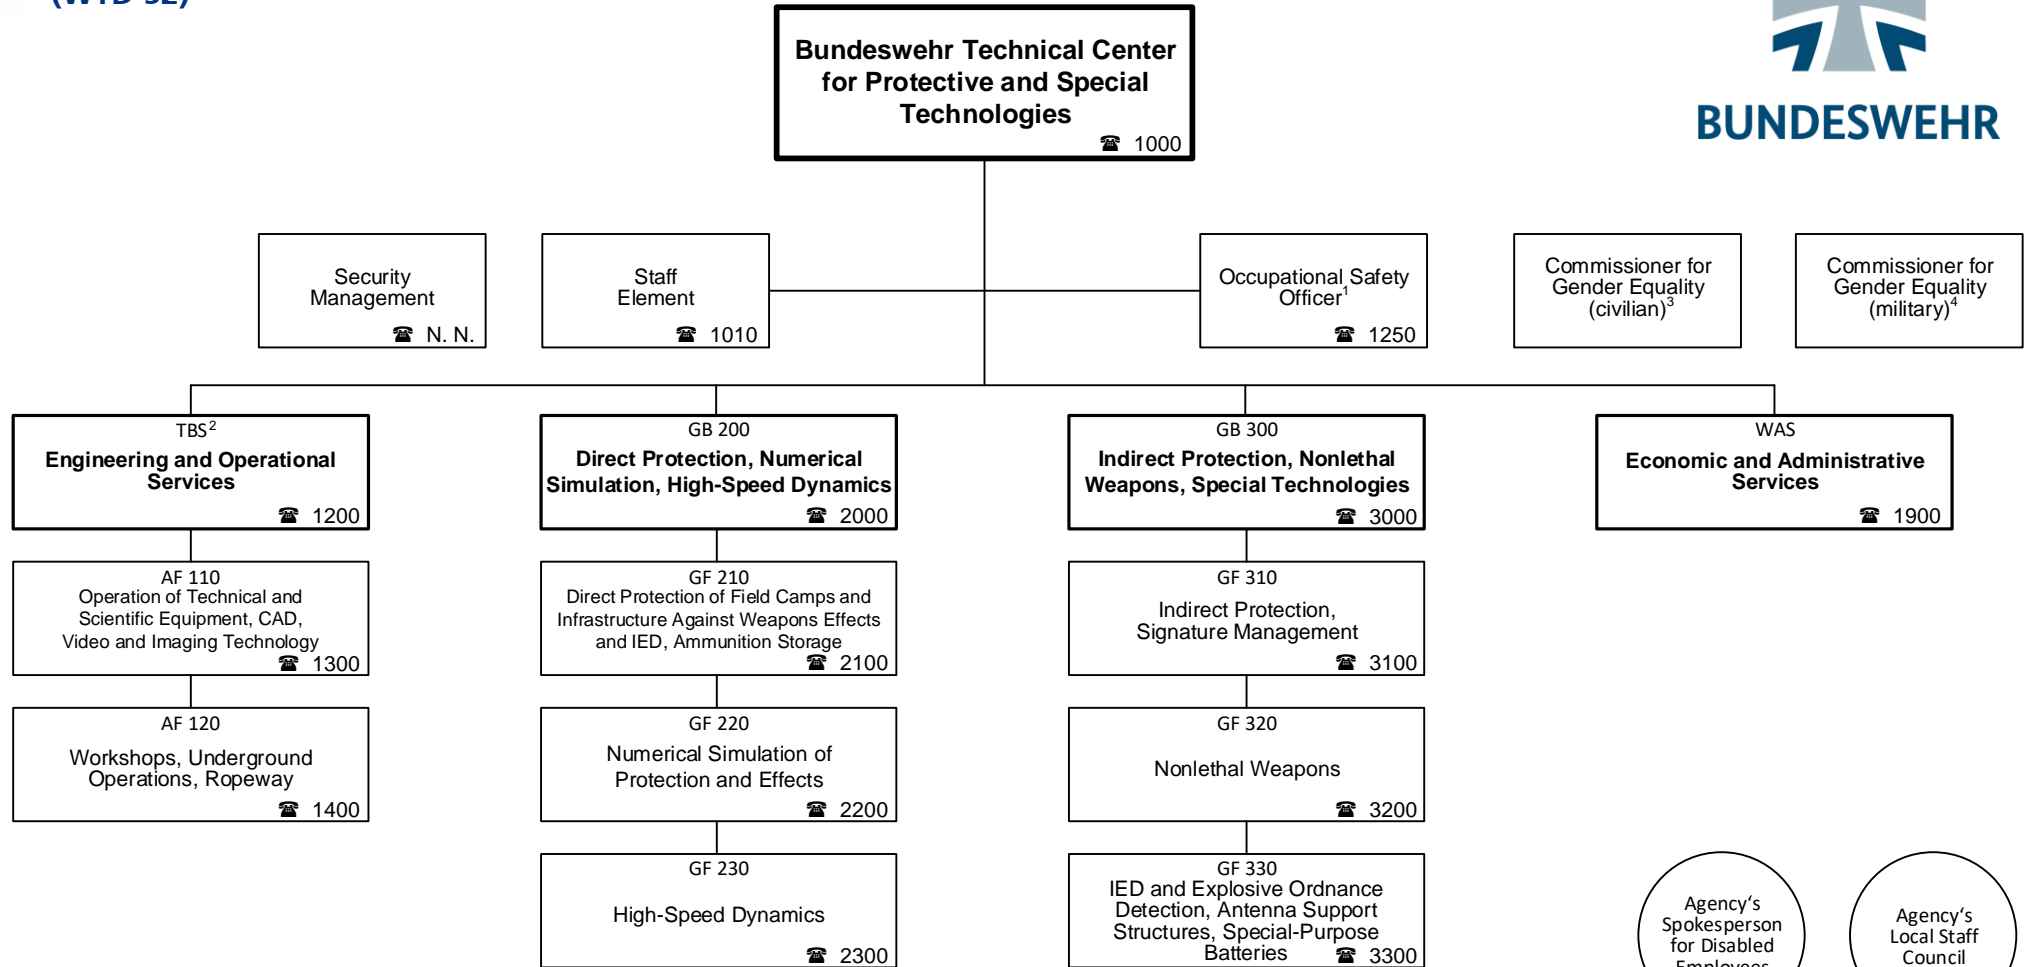 (WTD 52)
Bundeswehr Technical Center
for Protective and Special
Technologies
☎ 1000
BUNDESWEHR
Security
Management
☎ N. N.
Staff
Element
☎ 1010
Occupational Safety
Officer¹
☎ 1250
Commissioner for
Gender Equality
(civilian)³
Commissioner for
Gender Equality
(military)⁴
TBS²
Engineering and Operational
Services
☎ 1200
GB 200
Direct Protection, Numerical
Simulation, High-Speed Dynamics
☎ 2000
GB 300
Indirect Protection, Nonlethal
Weapons, Special Technologies
☎ 3000
WAS
Economic and Administrative
Services
☎ 1900
AF 110
Operation of Technical and
Scientific Equipment, CAD,
Video and Imaging Technology
☎ 1300
GF 210
Direct Protection of Field Camps and
Infrastructure Against Weapons Effects
and IED, Ammunition Storage
☎ 2100
GF 310
Indirect Protection,
Signature Management
☎ 3100
AF 120
Workshops, Underground
Operations, Ropeway
☎ 1400
GF 220
Numerical Simulation of
Protection and Effects
☎ 2200
GF 320
Nonlethal Weapons
☎ 3200
GF 230
High-Speed Dynamics
☎ 2300
GF 330
IED and Explosive Ordnance
Detection, Antenna Support
Structures, Special-Purpose
Batteries ☎ 3300
Agency‘s
Spokesperson
for Disabled
Employees
Agency‘s
Local Staff
Council